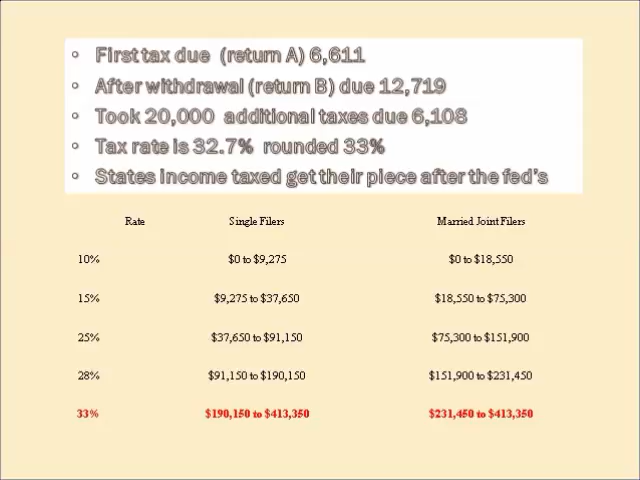 • First tax due (return A) 6,611
• After withdrawal (return B) due 12,719
• Took 20,000 additional taxes due 6,108
• Tax rate is 32.7% rounded 33%
• States income taxed get their piece after the fed's
Rate Single Filers Married Joint Filers
10% $0 to $9,275 $0 to $18,550
15% $9,275 to $37,650 $18,550 to $75,300
25% $37,650 to $91,150 $75,300 to $151,900
28% $91,150 to $190,150 $151,900 to $231,450
33% $190,150 to $413,350 $231,450 to $413,350